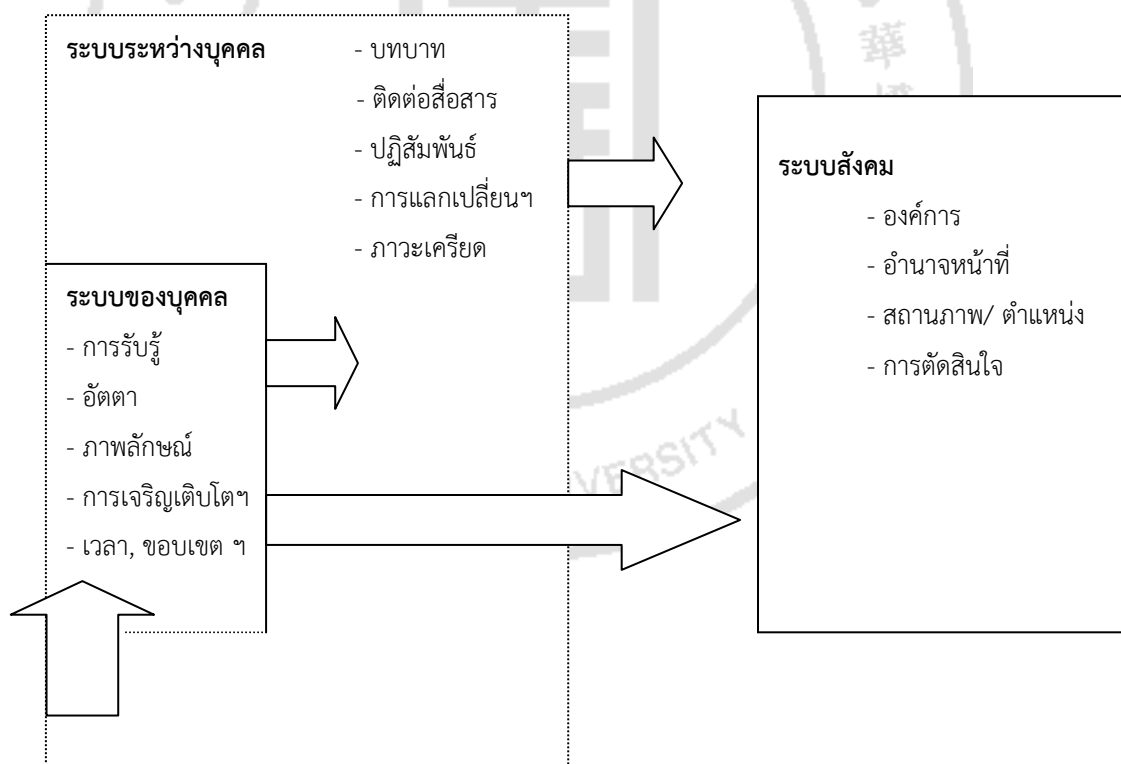 ระบบระหว่างบุคคล
- บทบาท
- ติดต่อสื่อสาร
- ปฏิสัมพันธ์
- การแลกเปลี่ยนฯ
- ภาวะเครียด
ระบบของบุคคล
- การรับรู้
- อัตตา
- ภาพลักษณ์
- การเจริญเติบโตฯ
- เวลา, ขอบเขต ฯ
ระบบสังคม
- องค์การ
- อำนาจหน้าที่
- สถานภาพ/ ตำแหน่ง
- การตัดสินใจ
華